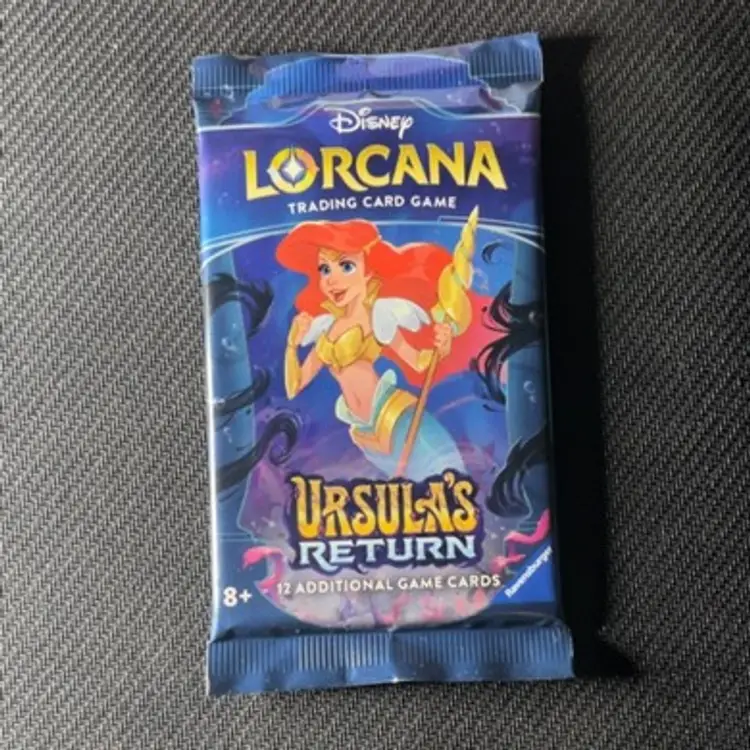 Disney
LORCANA
TRADING CARD GAME
URSULA'S
RETURN
12 ADDITIONAL GAME CARDS
8+
Ravensburger